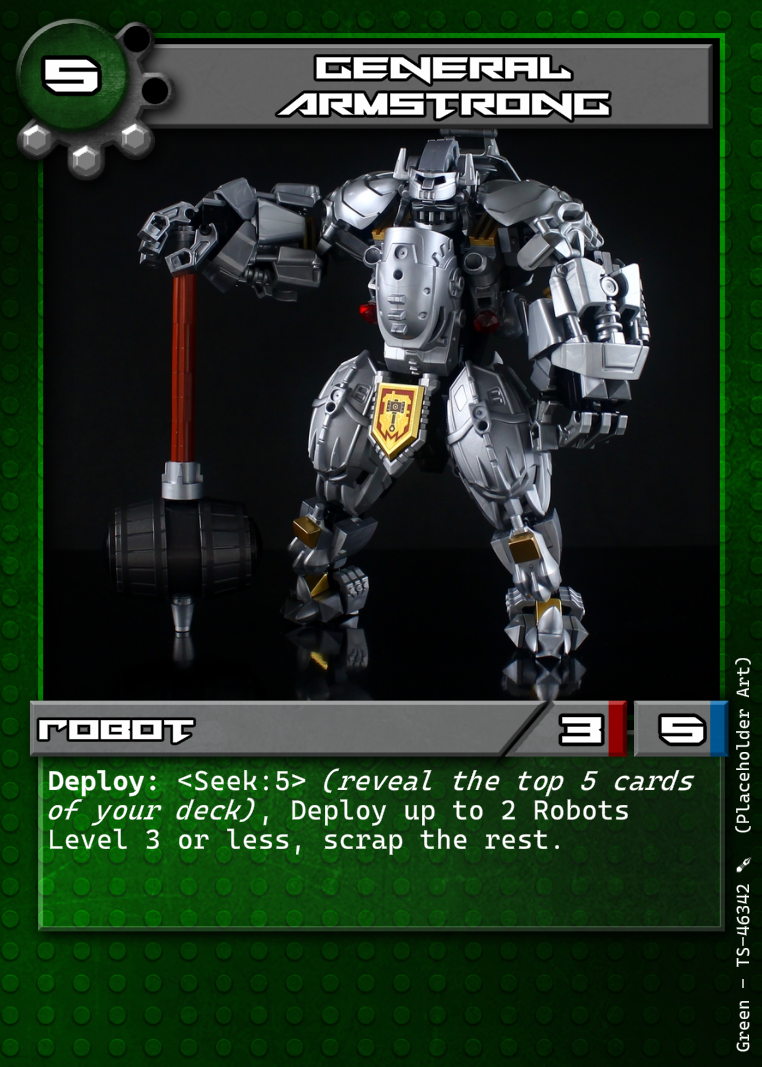 5
GENERAL
ARMSTRONG
ROBOT
3
5
Deploy: <Seek:5> (reveal the top 5 cards
of your deck), Deploy up to 2 Robots
Level 3 or less, scrap the rest.
Green - TS-46342 (Placeholder Art)